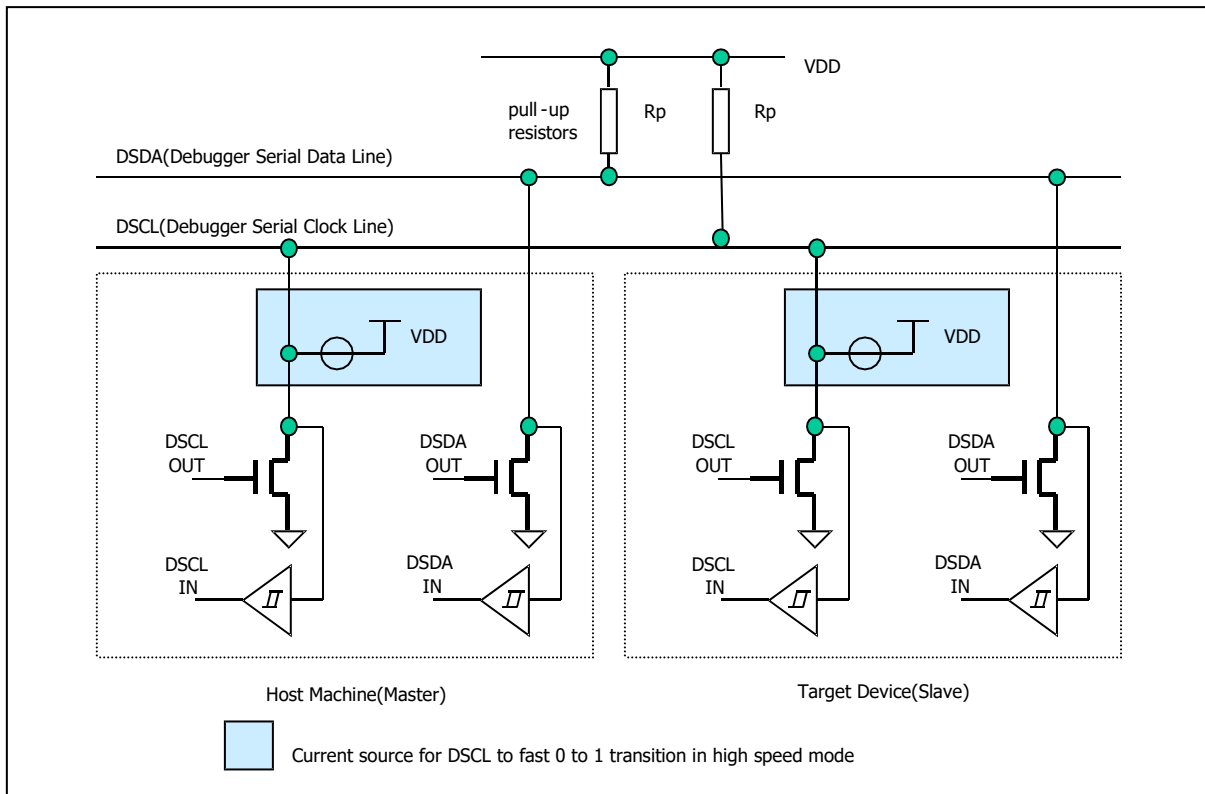 VDD
pull-up
resistors
Rp
Rp
DSDA(Debugger Serial Data Line)
DSCL(Debugger Serial Clock Line)
VDD
VDD
DSCL
OUT
DSDA
OUT
DSCL
OUT
DSDA
OUT
DSCL
IN
DSDA
IN
DSCL
IN
DSDA
IN
Host Machine(Master)
Target Device(Slave)
Current source for DSCL to fast 0 to 1 transition in high speed mode